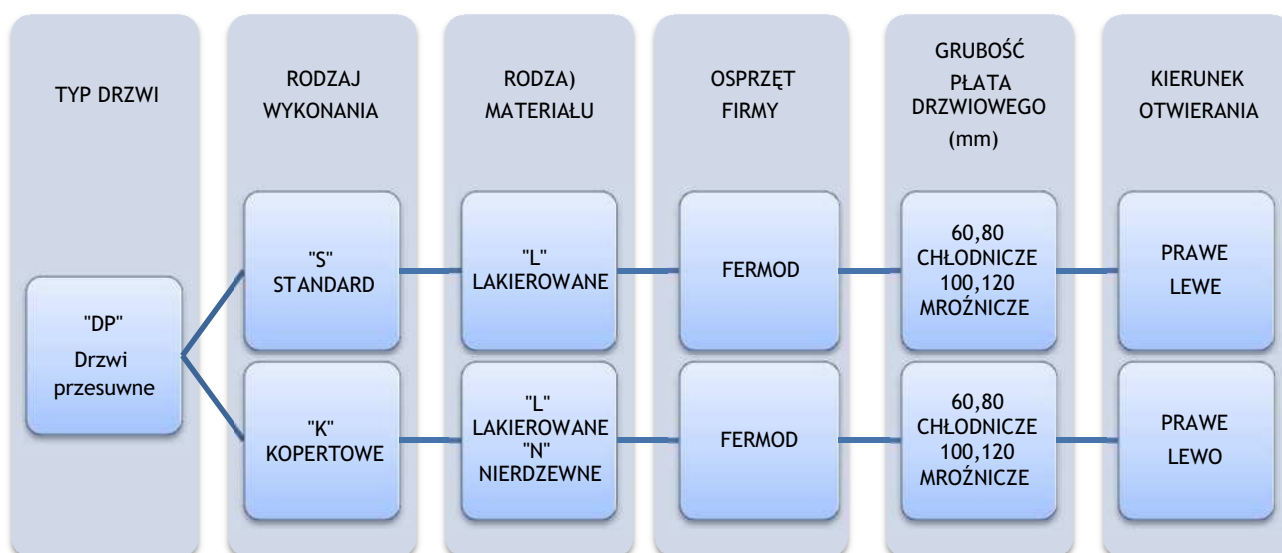 TYP DRZWI
RODZAJ
WYKONANIA
RODZA)
MATERIAŁU
OSPRZĘT
FIRMY
GRUBOŚĆ
PŁATA
DRZWIOWEGO
(mm)
KIERUNEK
OTWIERANIA
"DP"
Drzwi
przesuwne
"S"
STANDARD
"L"
LAKIEROWANE
FERMOD
60,80
CHŁODNICZE
100,120
MROŹNICZE
PRAWE
LEWE
"K"
KOPERTOWE
"L"
LAKIEROWANE
"N"
NIERDZEWNE
FERMOD
60,80
CHŁODNICZE
100,120
MROŹNICZE
PRAWE
LEWO